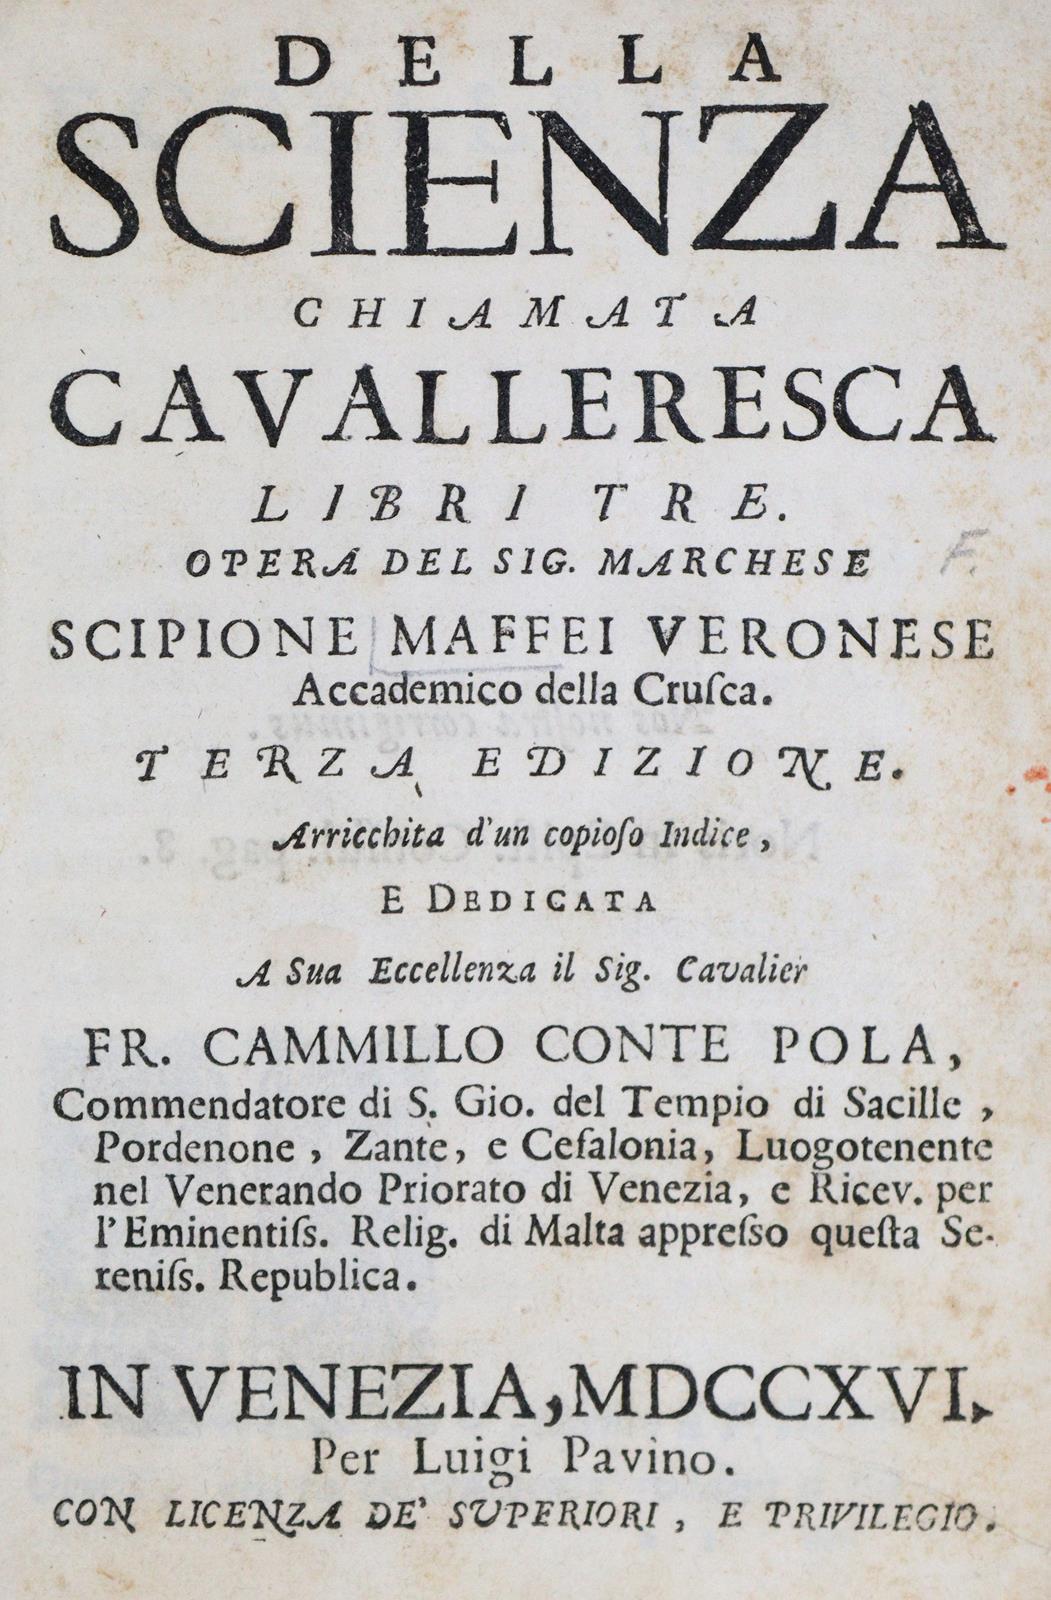 DELLA
SCIENZA
CHIAMATA
CAVALLERESCA
LIBRI TRE.
OPERA DEL SIG. MARCHESE
F.
SCIPIONE MAFFEI VERONESE
Accademico della Cruſca.
TERZA EDIZIONE.
Arricchita d'un copioſo Indice,
E DEDICATA
A Sua Eccellenza il Sig. Cavalier
FR. CAMMILLO CONTE POLA,
Commendatore di S. Gio. del Tempio di Sacille,
Pordenone, Zante, e Cefalonia, Luogotenente
nel Venerando Priorato di Venezia, e Ricev. per
l'Eminentiſs. Relig. di Malta appreſſo queſta Se-
reniſs. Republica.
IN VENEZIA, MDCCXVI.
Per Luigi Pavino.
CON LICENZA DE' SUPERIORI, E PRIVILEGIO.